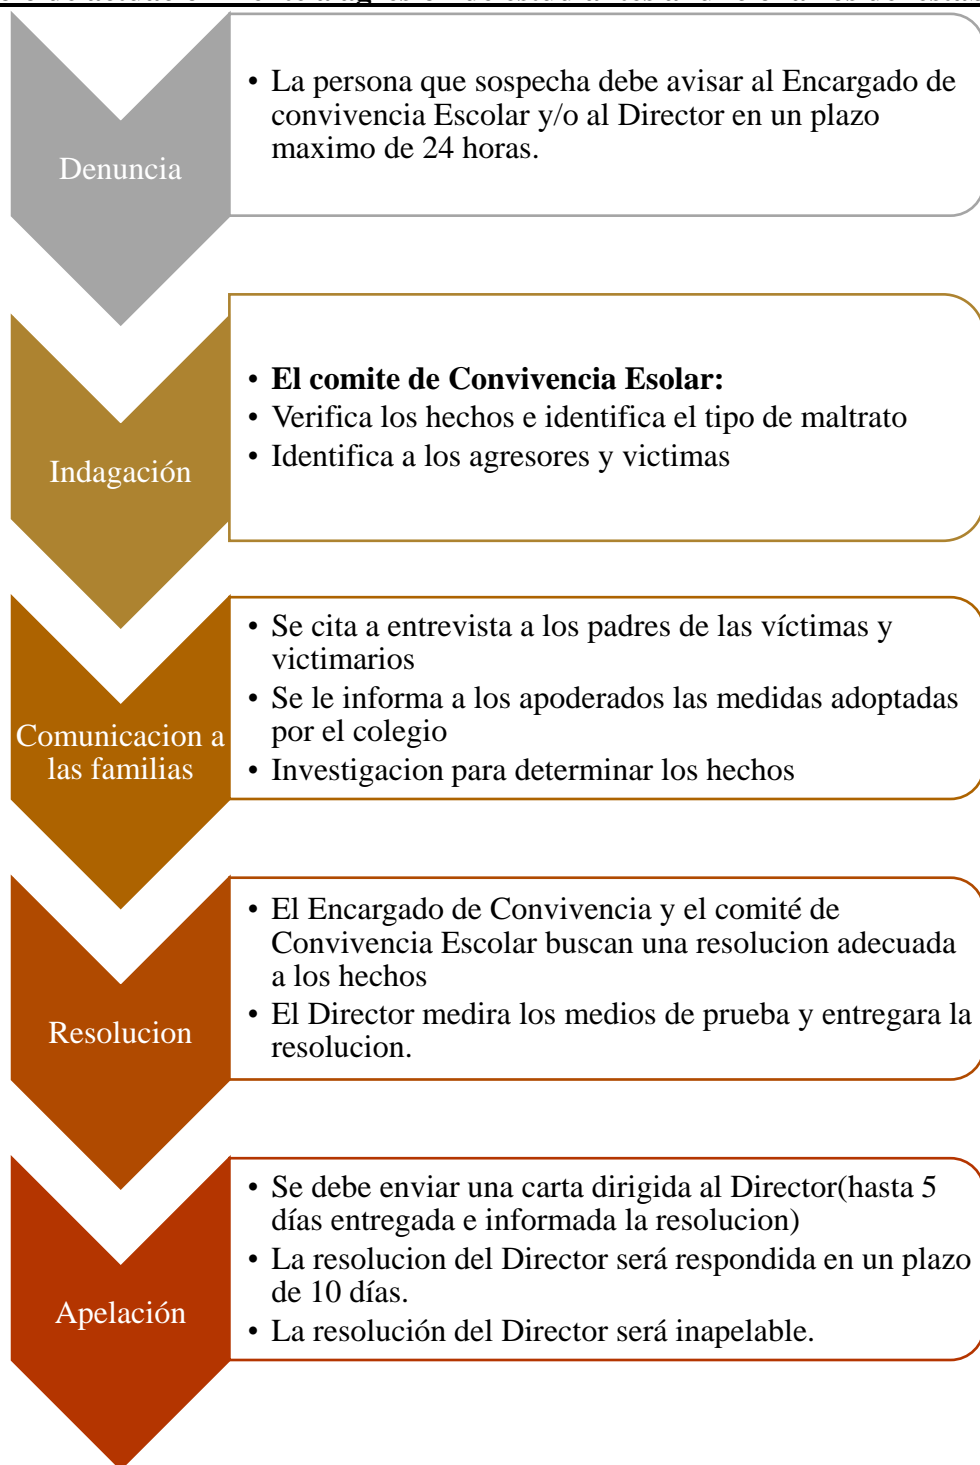 Denuncia
• La persona que sospecha debe avisar al Encargado de
convivencia Escolar y/o al Director en un plazo
maximo de 24 horas.
Indagación
• El comite de Convivencia Esolar:
• Verifica los hechos e identifica el tipo de maltrato
• Identifica a los agresores y victimas
Comunicacion a
las familias
• Se cita a entrevista a los padres de las víctimas y
victimarios
• Se le informa a los apoderados las medidas adoptadas
por el colegio
• Investigacion para determinar los hechos
Resolucion
• El Encargado de Convivencia y el comité de
Convivencia Escolar buscan una resolucion adecuada
a los hechos
• El Director medira los medios de prueba y entregara la
resolucion.
Apelación
• Se debe enviar una carta dirigida al Director(hasta 5
días entregada e informada la resolucion)
• La resolucion del Director será respondida en un plazo
de 10 días.
• La resolución del Director será inapelable.